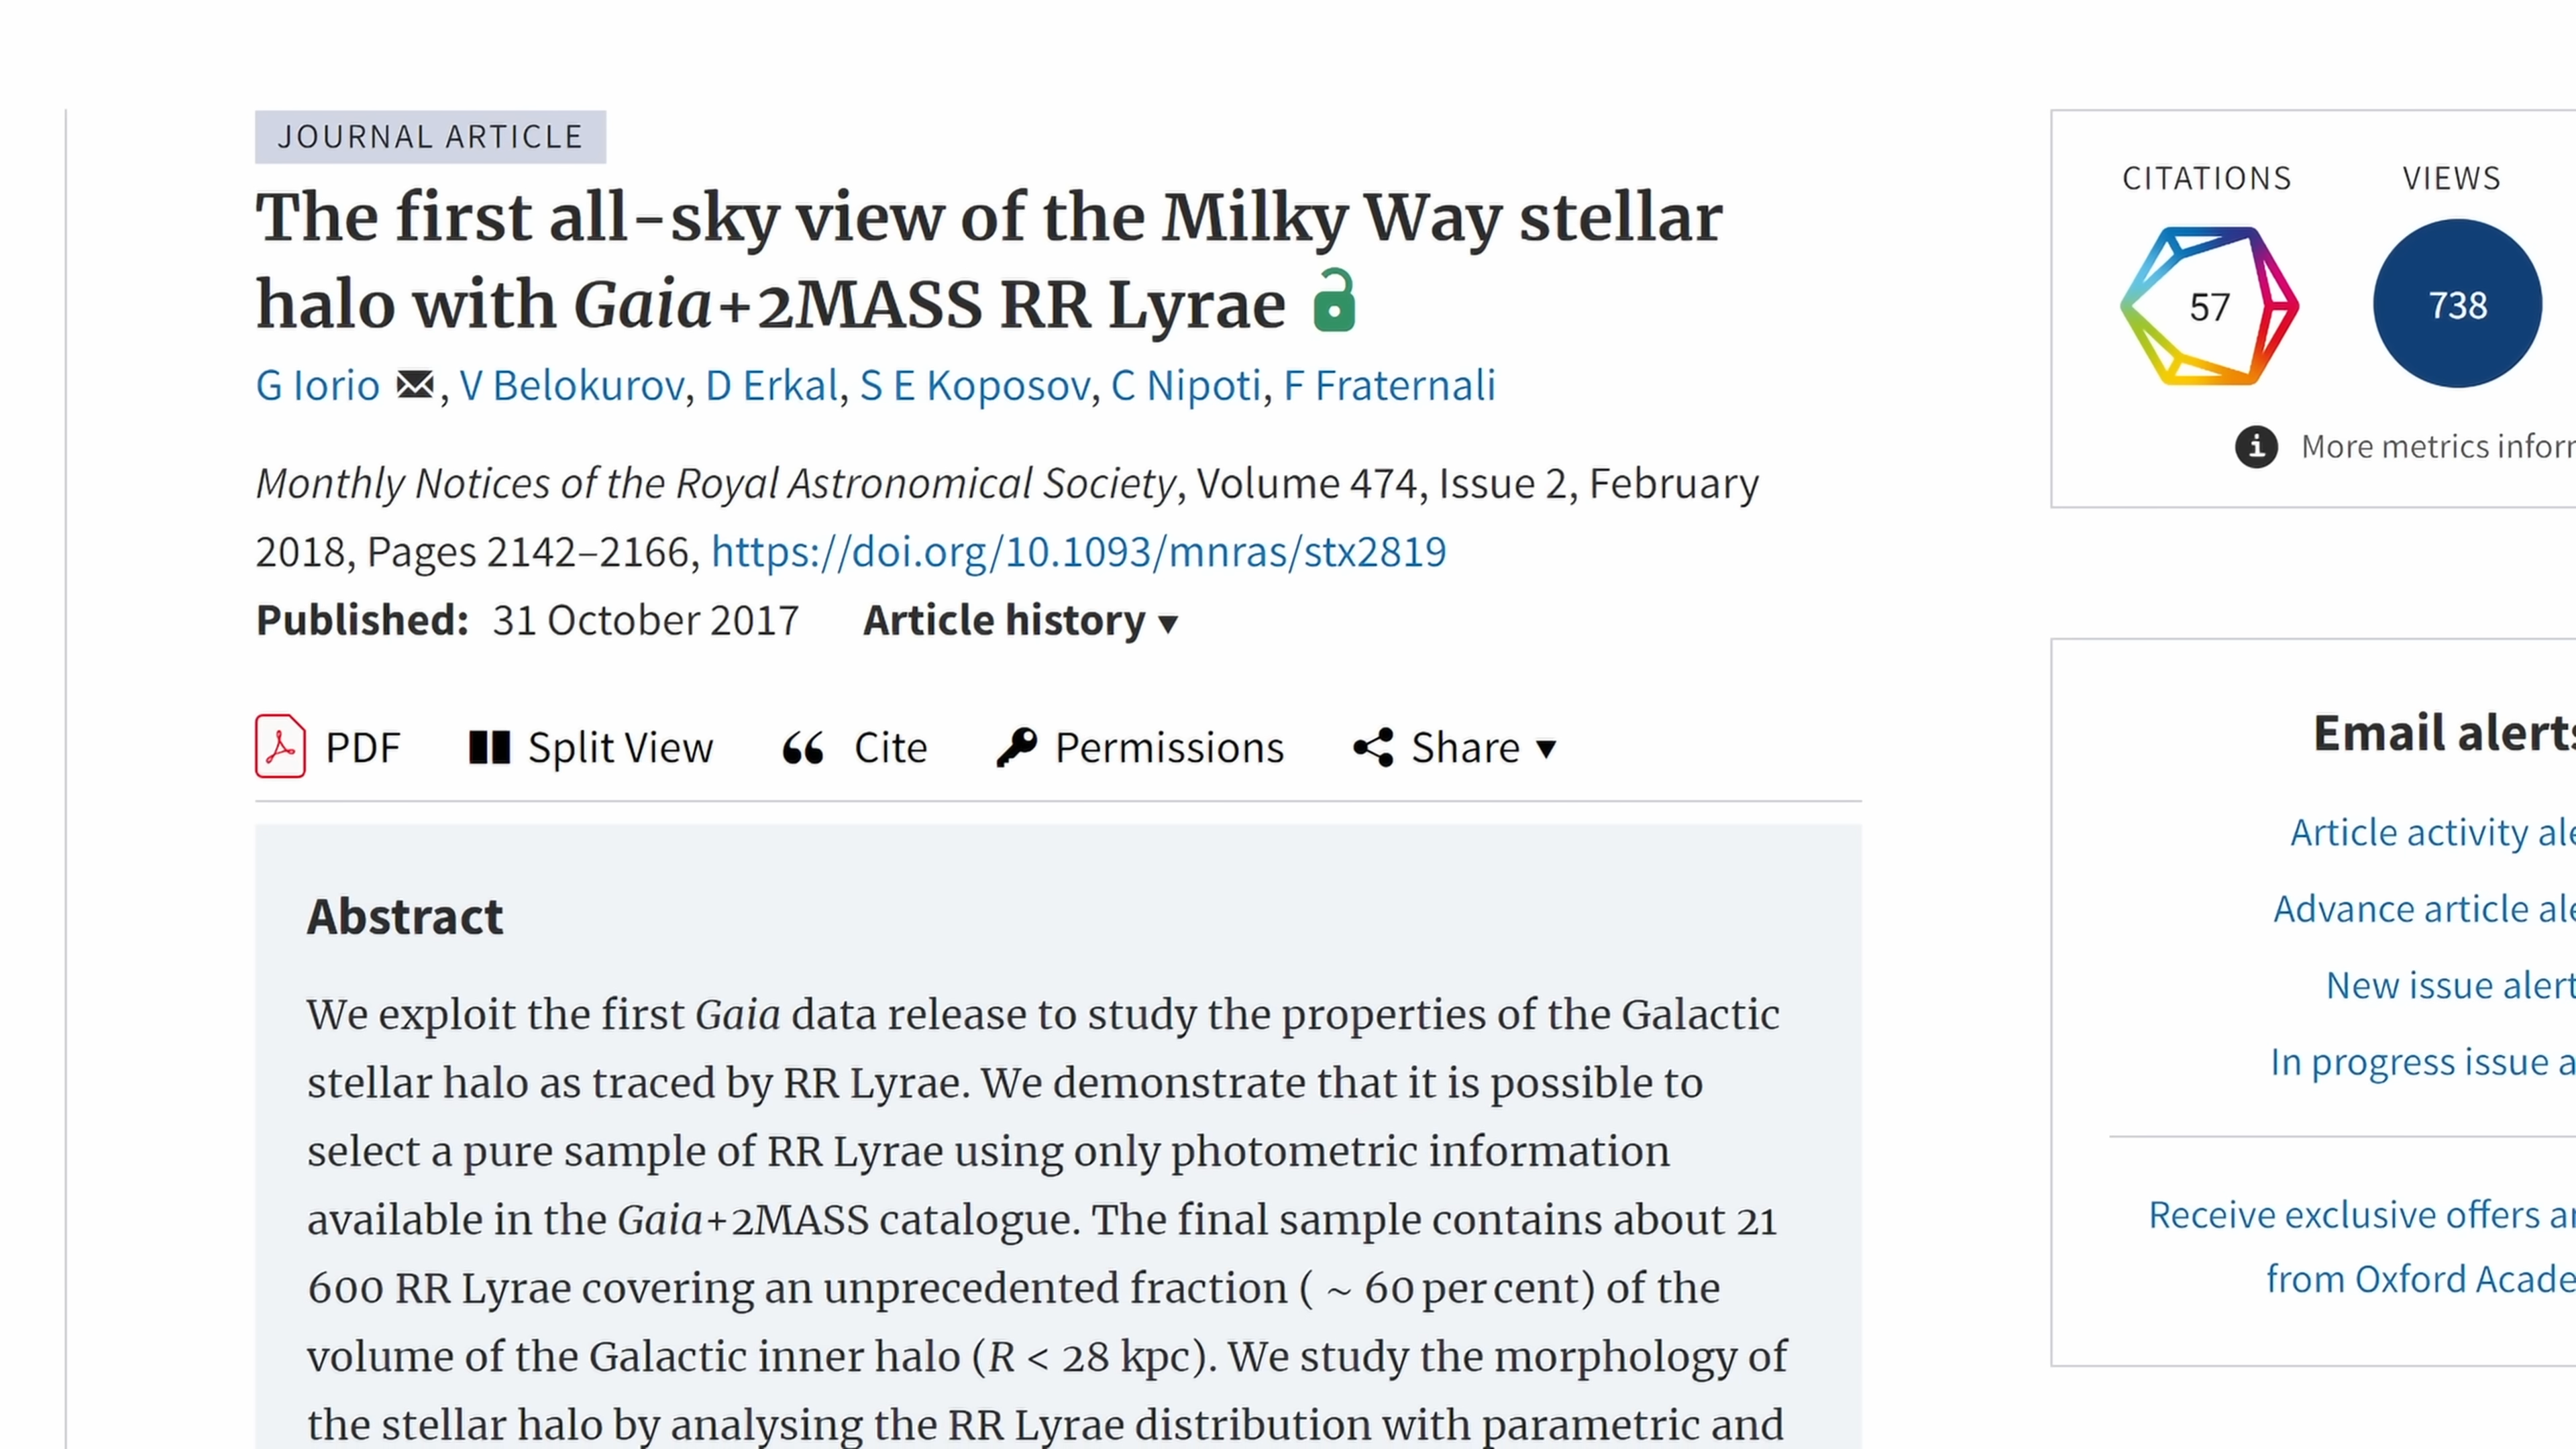 JOURNAL ARTICLE
The first all-sky view of the Milky Way stellar
halo with Gaia+2MASS RR Lyrae
G Iorio, V Belokurov, D Erkal, S E Koposov, C Nipoti, F Fraternali
Monthly Notices of the Royal Astronomical Society, Volume 474, Issue 2, February
2018, Pages 2142–2166, https://doi.org/10.1093/mnras/stx2819
Published: 31 October 2017 Article history ▼
PDF Split View Cite Permissions Share ▼
Abstract
We exploit the first Gaia data release to study the properties of the Galactic
stellar halo as traced by RR Lyrae. We demonstrate that it is possible to
select a pure sample of RR Lyrae using only photometric information
available in the Gaia+2MASS catalogue. The final sample contains about 21
600 RR Lyrae covering an unprecedented fraction ( ~ 60 per cent) of the
volume of the Galactic inner halo (R < 28 kpc). We study the morphology of
the stellar halo by analysing the RR Lyrae distribution with parametric and
CITATIONS VIEWS
57 738
More metrics infor
Email alerts
Article activity ale
Advance article ale
New issue alert
In progress issue a
Receive exclusive offers a
from Oxford Acade